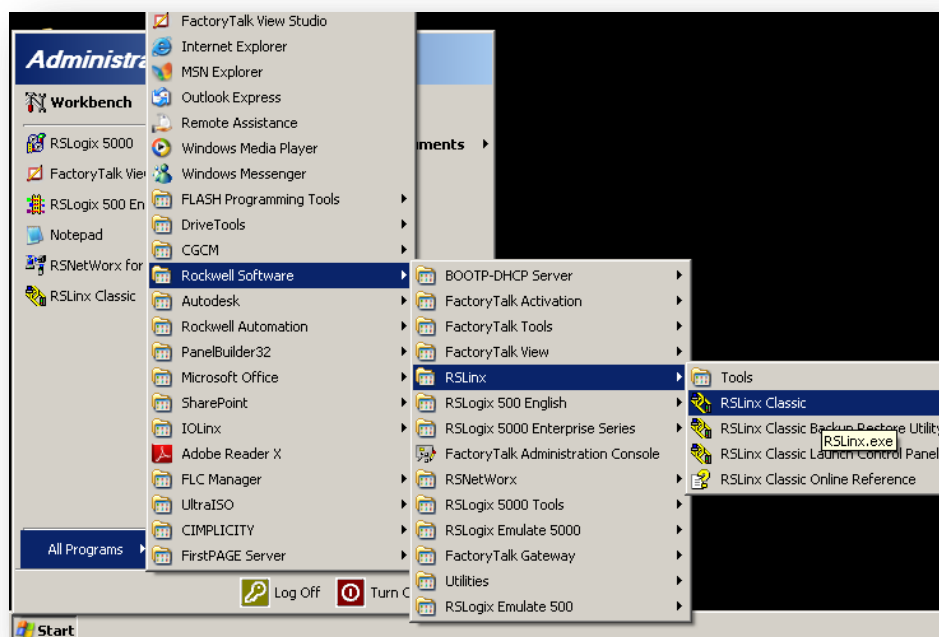 Administra
Workbench
RSLogix 5000
FactoryTalk Vie
RSLogix 500 En
Notepad
RSNetWorx for
RSLinx Classic
All Programs
FactoryTalk View Studio
Internet Explorer
MSN Explorer
Outlook Express
Remote Assistance
Windows Media Player
Windows Messenger
FLASH Programming Tools
DriveTools
CGCM
Rockwell Software
Autodesk
Rockwell Automation
PanelBuilder32
Microsoft Office
SharePoint
IOLinx
Adobe Reader X
FLC Manager
UltraISO
CIMPLICITY
FirstPAGE Server
uments
BOOTP-DHCP Server
FactoryTalk Activation
FactoryTalk Tools
FactoryTalk View
RSLinx
RSLogix 500 English
RSLogix 5000 Enterprise Series
FactoryTalk Administration Console
RSNetWorx
RSLogix 5000 Tools
RSLogix Emulate 5000
FactoryTalk Gateway
Utilities
RSLogix Emulate 500
Tools
RSLinx Classic
RSLinx Classic Backup Restore Utility
RSLinx.exe
RSLinx Classic Launch Control Panel
RSLinx Classic Online Reference
Log Off
Turn O
Start